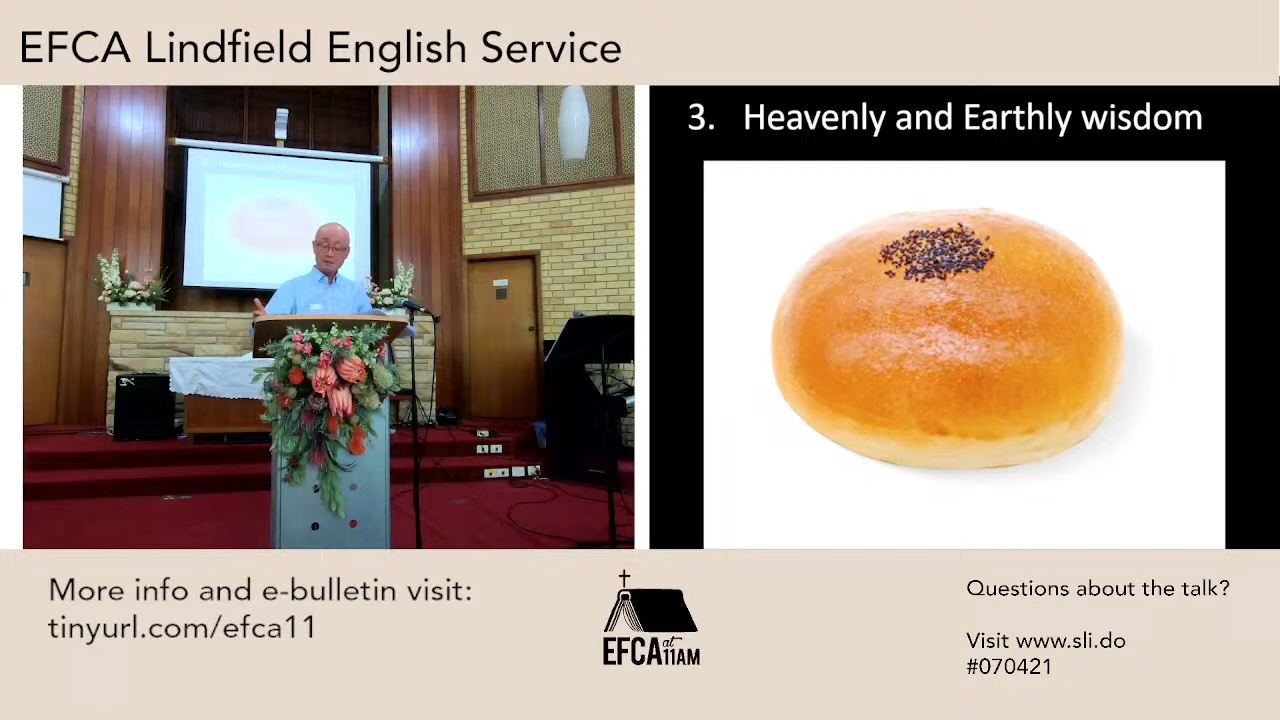 EFCA Lindfield English Service
3. Heavenly and Earthly wisdom
More info and e-bulletin visit:
tinyurl.com/efca11
EFCA at 11AM
Questions about the talk?
Visit www.sli.do
#070421